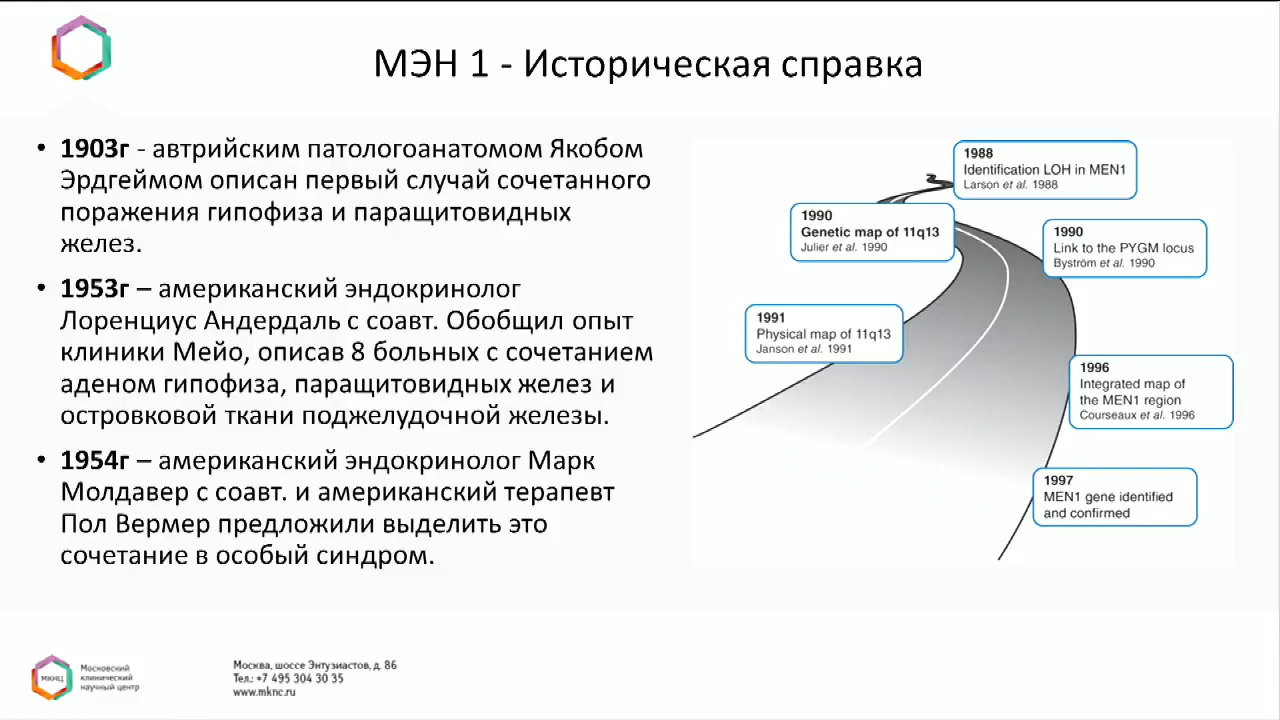 МЭН 1 - Историческая справка
• 1903г - автрийским патологоанатомом Якобом
Эрдгеймом описан первый случай сочетанного
поражения гипофиза и паращитовидных
желез.
• 1953г – американский эндокринолог
Лоренциус Андердаль с соавт. Обобщил опыт
клиники Мейо, описав 8 больных с сочетанием
аденом гипофиза, паращитовидных желез и
островковой ткани поджелудочной железы.
• 1954г – американский эндокринолог Марк
Молдавер с соавт. и американский терапевт
Пол Вермер предложили выделить это
сочетание в особый синдром.
1988
Identification LOH in MEN1
Larson et al. 1988
1990
Genetic map of 11q13
Julier et al. 1990
1990
Link to the PYGM locus
Byström et al. 1990
1991
Physical map of 11q13
Janson et al. 1991
1996
Integrated map of
the MEN1 region
Courseaux et al. 1996
1997
MEN1 gene identified
and confirmed
МКНЦ
Московский
клинический
научный центр
Москва, шоссе Энтузиастов, д. 86
Тел.: +7 495 304 30 35
www.mknc.ru